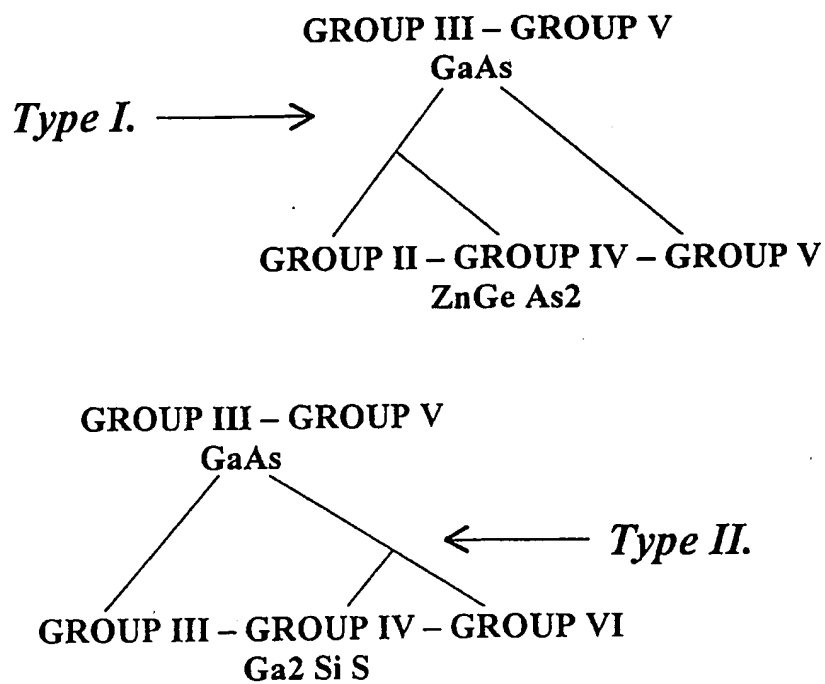 GROUP III – GROUP V
GaAs
Type I.
GROUP II – GROUP IV – GROUP V
ZnGe As2
GROUP III – GROUP V
GaAs
Type II.
GROUP III – GROUP IV – GROUP VI
Ga2 Si S